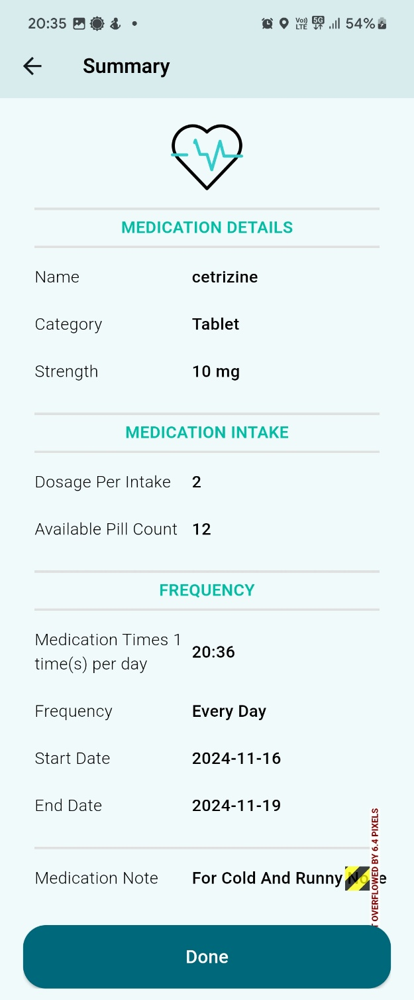 20:35 Vo)) LTE 5G 54%
Summary
MEDICATION DETAILS
Name cetrizine
Category Tablet
Strength 10 mg
MEDICATION INTAKE
Dosage Per Intake 2
Available Pill Count 12
FREQUENCY
Medication Times 1
time(s) per day 20:36
Frequency Every Day
Start Date 2024-11-16
End Date 2024-11-19
OVERFLOWED BY 6.4 PIXELS
Medication Note For Cold And Runny
Done